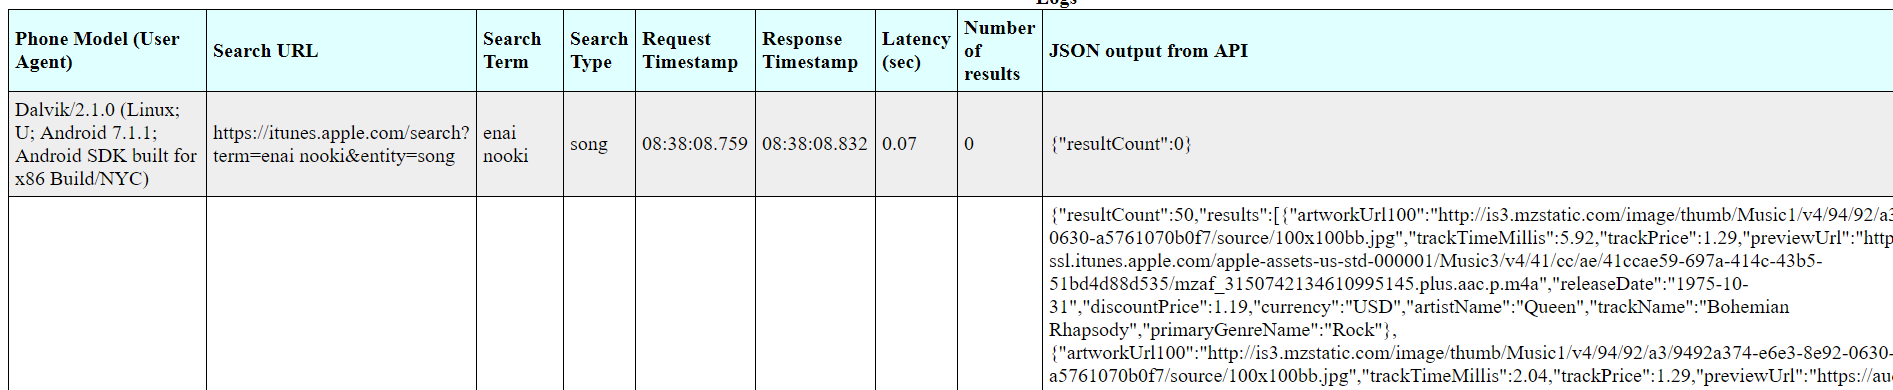 Logs
Phone Model (User Agent) Search URL Search Term Search Type Request Timestamp Response Timestamp Latency (sec) Number of results JSON output from API
Dalvik/2.1.0 (Linux;
U; Android 7.1.1;
Android SDK built for
x86 Build/NYC)
https://itunes.apple.com/search?
term=enai nooki&entity=song
enai
nooki
song
08:38:08.759
08:38:08.832
0.07
0
{"resultCount":0}
{"resultCount":50,"results":[{"artworkUrl100":"http://is3.mzstatic.com/image/thumb/Music1/v4/94/92/a3
0630-a5761070b0f7/source/100x100bb.jpg","trackTimeMillis":5.92,"trackPrice":1.29,"previewUrl":"http
ssl.itunes.apple.com/apple-assets-us-std-000001/Music3/v4/41/cc/ae/41ccae59-697a-414c-43b5-
51bd4d88d535/mzaf_3150742134610995145.plus.aac.p.m4a","releaseDate":"1975-10-
31","discountPrice":1.19,"currency":"USD","artistName":"Queen","trackName":"Bohemian
Rhapsody","primaryGenreName":"Rock"},
{"artworkUrl100":"http://is3.mzstatic.com/image/thumb/Music1/v4/94/92/a3/9492a374-e6e3-8e92-0630-
a5761070b0f7/source/100x100bb.jpg","trackTimeMillis":2.04,"trackPrice":1.29,"previewUrl":"https://au